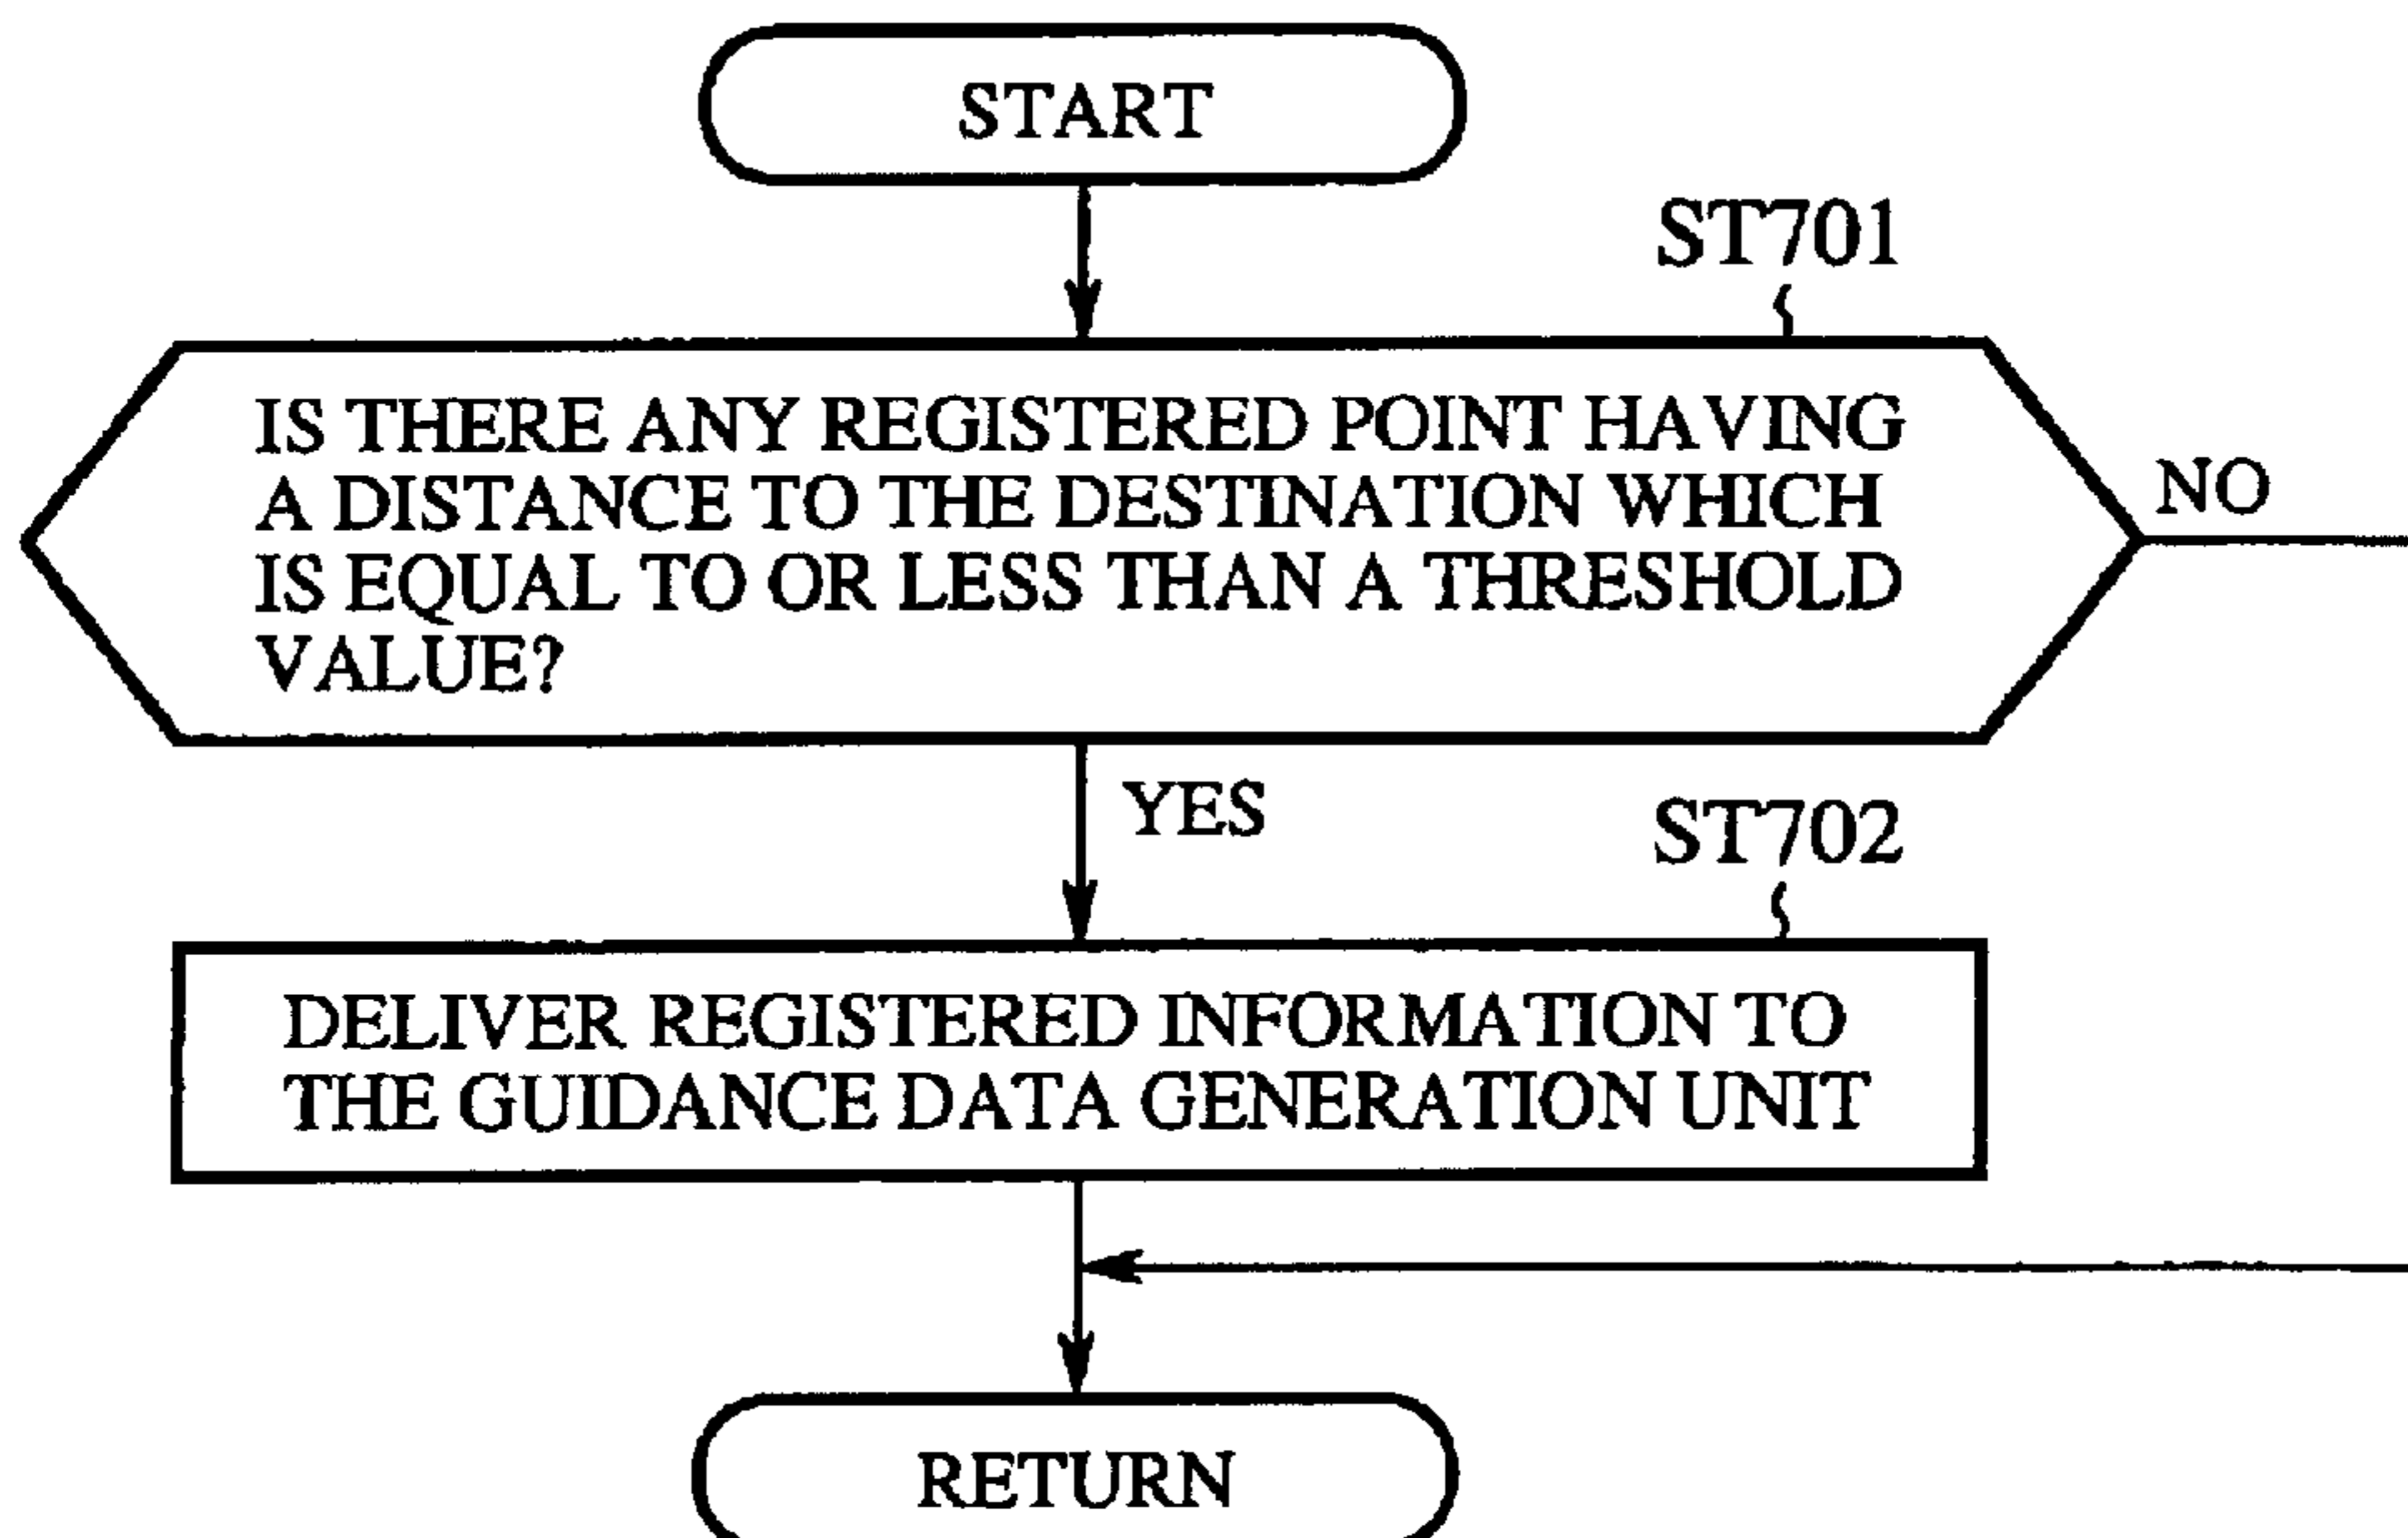 START
ST701
IS THERE ANY REGISTERED POINT HAVING
A DISTANCE TO THE DESTINATION WHICH
IS EQUAL TO OR LESS THAN A THRESHOLD
VALUE?
NO
YES
ST702
DELIVER REGISTERED INFORMATION TO
THE GUIDANCE DATA GENERATION UNIT
RETURN